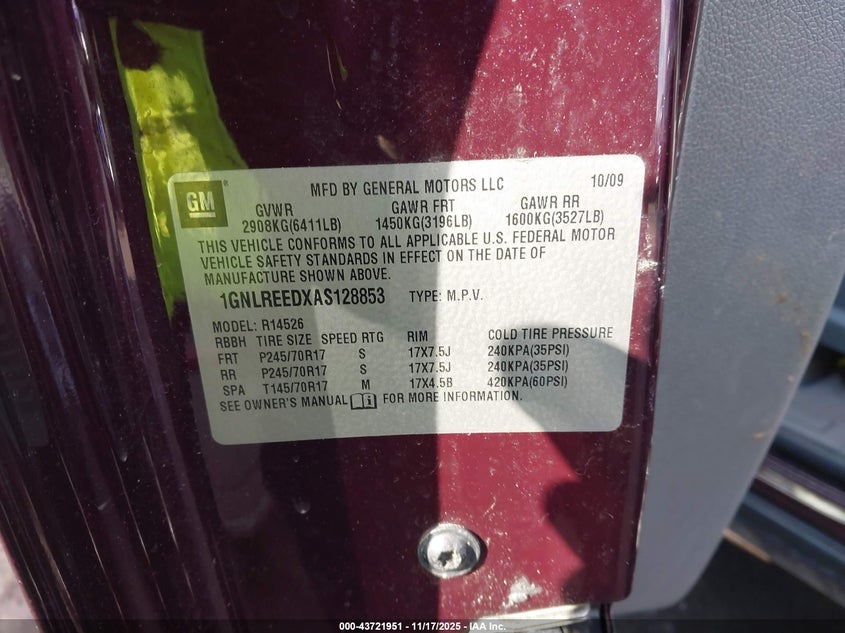 GM®
MFD BY GENERAL MOTORS LLC 10/09
GVWR GAWR FRT GAWR RR
2908KG(6411LB) 1450KG(3196LB) 1600KG(3527LB)
THIS VEHICLE CONFORMS TO ALL APPLICABLE U.S. FEDERAL MOTOR
VEHICLE SAFETY STANDARDS IN EFFECT ON THE DATE OF
MANUFACTURE SHOWN ABOVE.
1GNLREEDXAS128853 TYPE: M.P.V.
MODEL: R14526
RBBH TIRE SIZE SPEED RTG RIM COLD TIRE PRESSURE
FRT P245/70R17 S 17X7.5J 240KPA(35PSI)
RR P245/70R17 S 17X7.5J 240KPA(35PSI)
SPA T145/70R17 M 17X4.5B 420KPA(60PSI)
SEE OWNER'S MANUAL i FOR MORE INFORMATION.
000-43721951 — 11/17/2025 — IAA Inc.